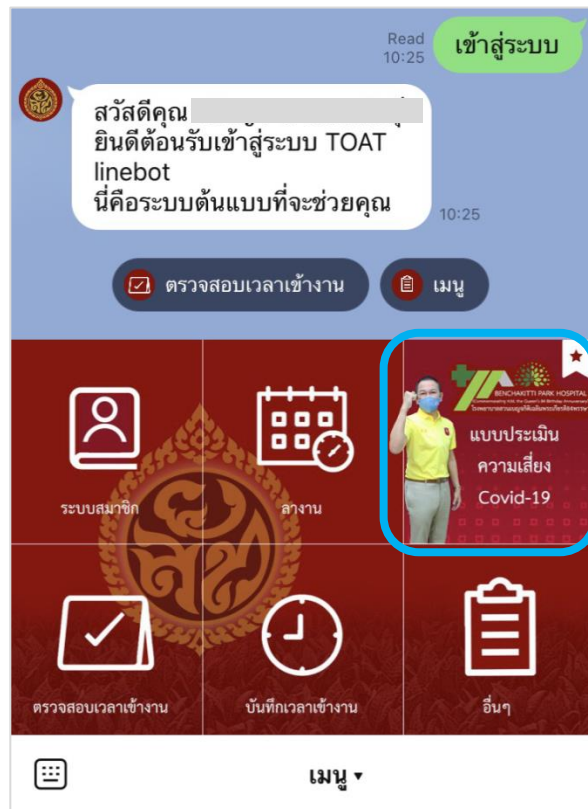 เข้าสู่ระบบ
Read
10:25
สวัสดีคุณ
ยินดีต้อนรับเข้าสู่ระบบ TOAT
linebot
นี่คือระบบต้นแบบที่จะช่วยคุณ
10:25
ตรวจสอบเวลาเข้างาน
เมนู
ระบบสมาชิก
ลางาน
BENCHAKITTI PARK HOSPITAL
แบบประเมิน
ความเสี่ยง
Covid-19
ตรวจสอบเวลาเข้างาน
บันทึกเวลาเข้างาน
อื่นๆ
เมนู